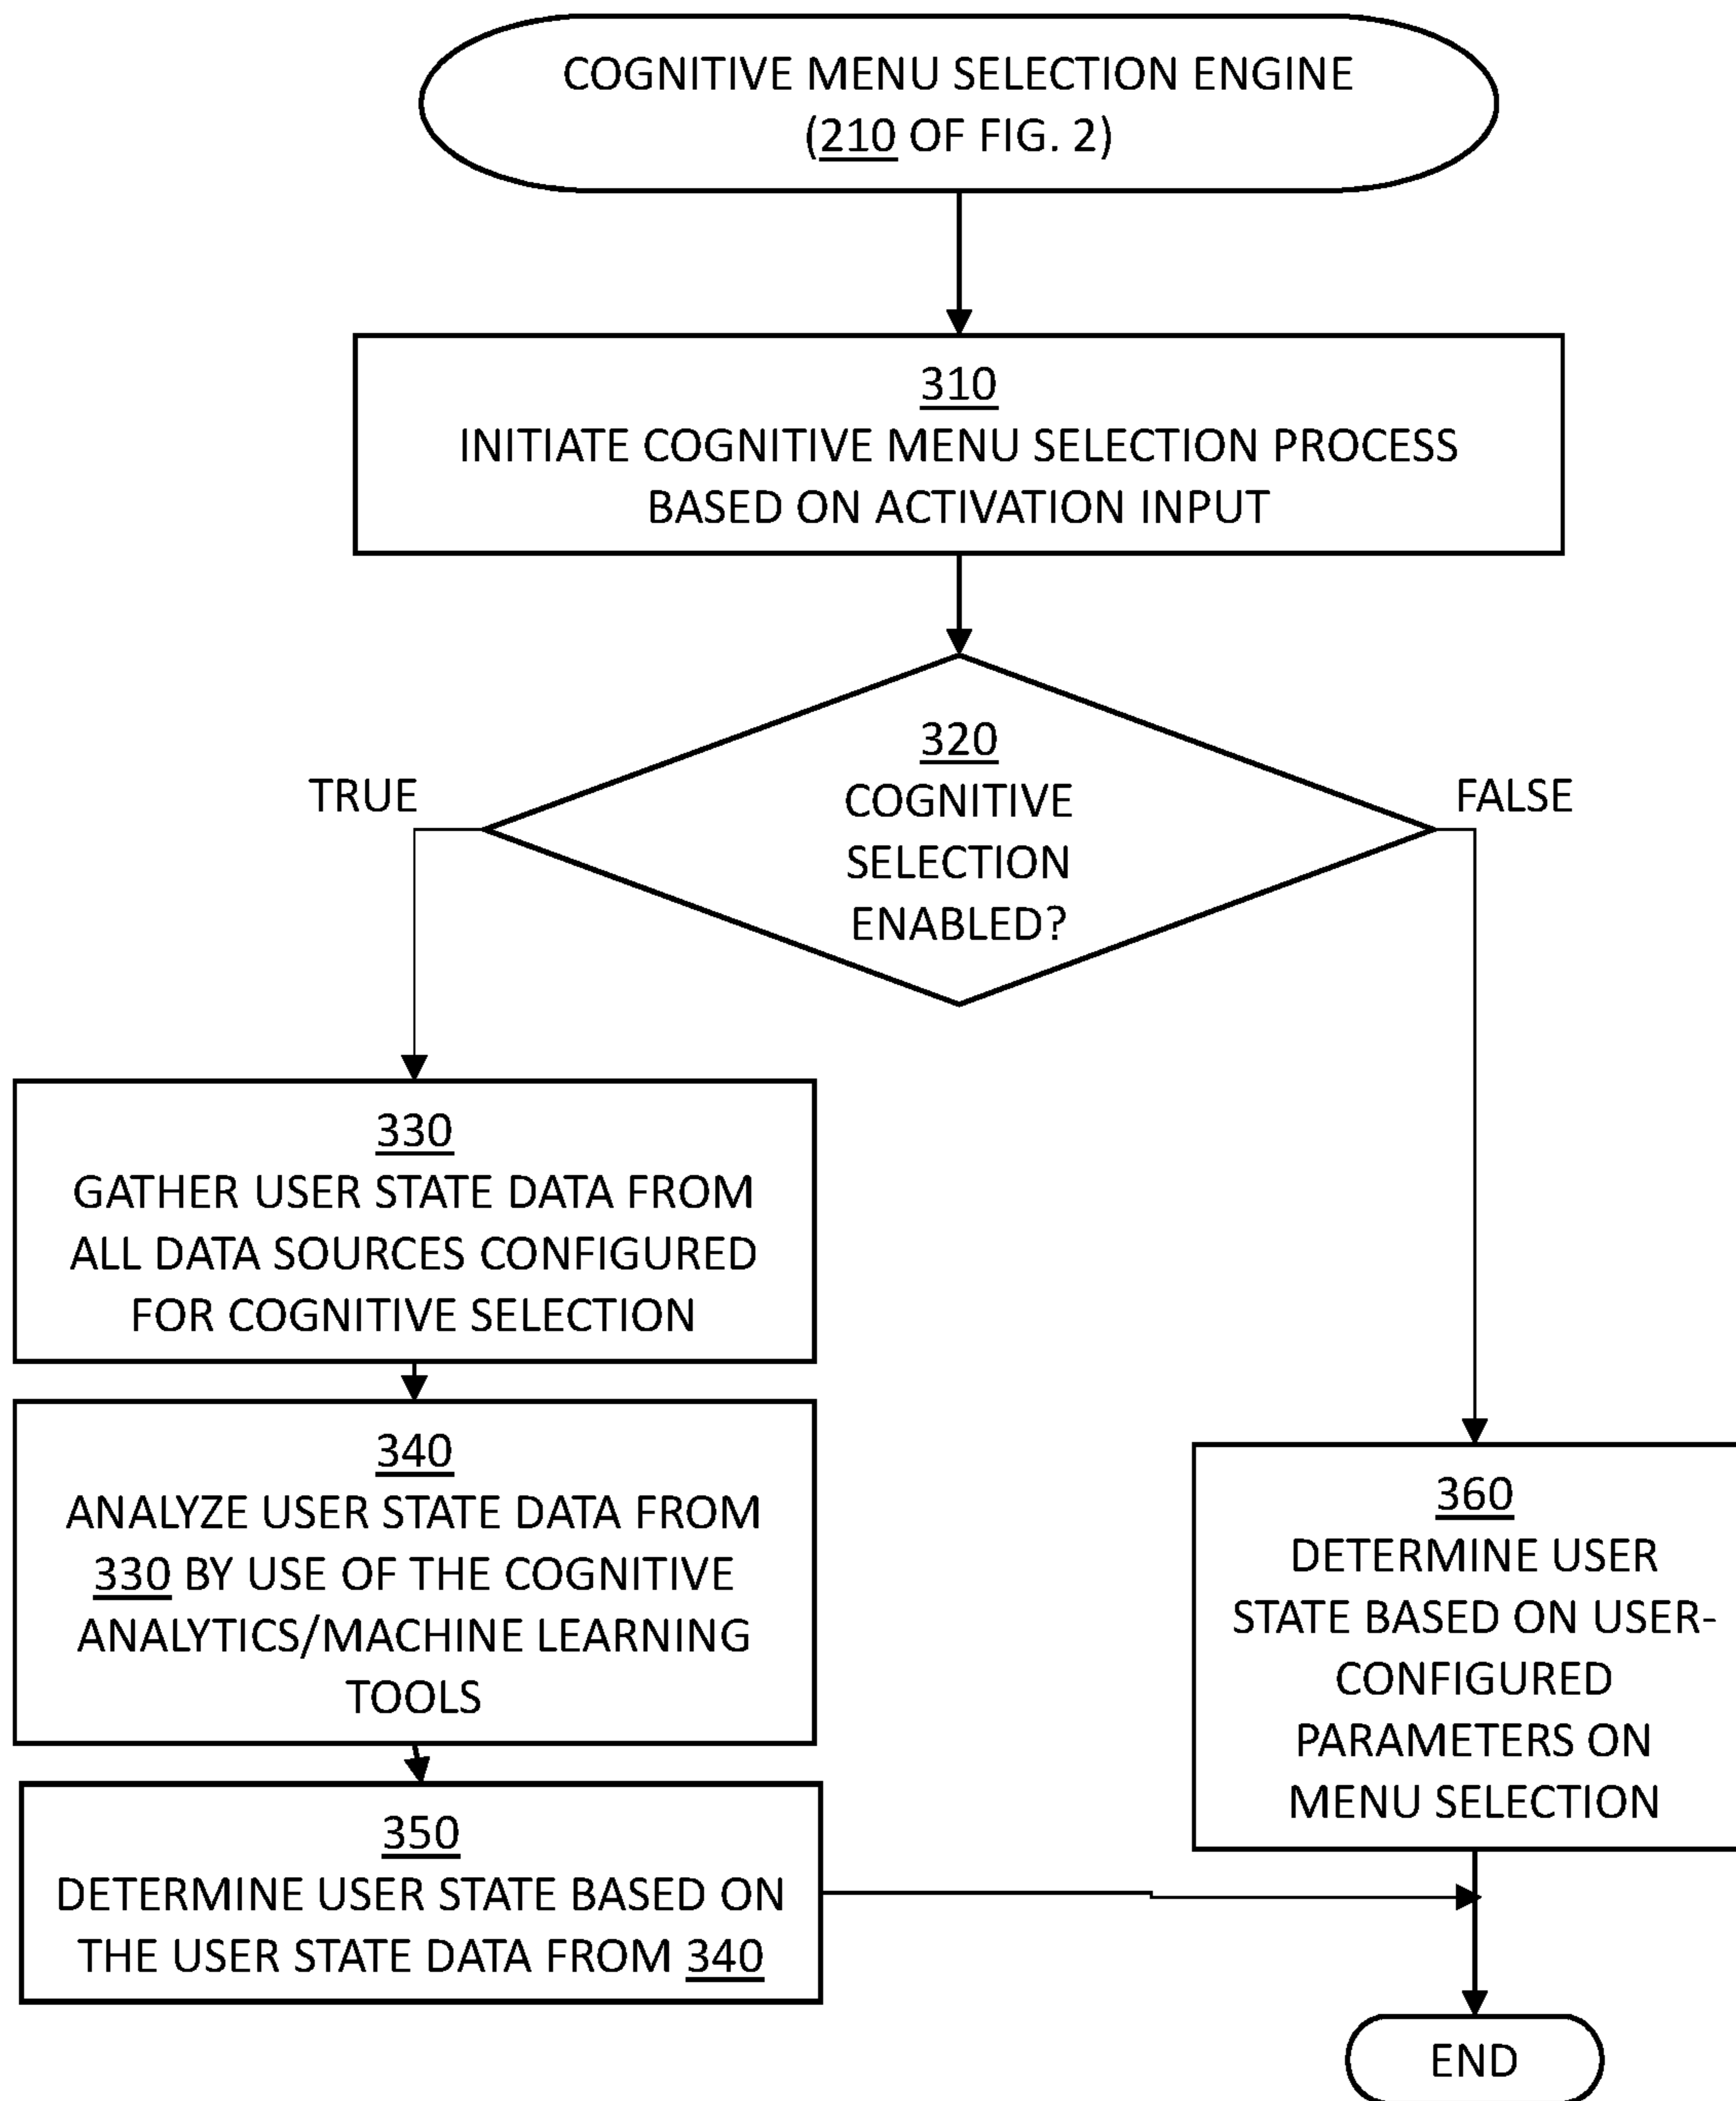 COGNITIVE MENU SELECTION ENGINE
(210 OF FIG. 2)
310
INITIATE COGNITIVE MENU SELECTION PROCESS
BASED ON ACTIVATION INPUT
320
COGNITIVE
SELECTION
ENABLED?
TRUE
FALSE
330
GATHER USER STATE DATA FROM
ALL DATA SOURCES CONFIGURED
FOR COGNITIVE SELECTION
340
ANALYZE USER STATE DATA FROM
330 BY USE OF THE COGNITIVE
ANALYTICS/MACHINE LEARNING
TOOLS
350
DETERMINE USER STATE BASED ON
THE USER STATE DATA FROM 340
360
DETERMINE USER
STATE BASED ON USER-
CONFIGURED
PARAMETERS ON
MENU SELECTION
END